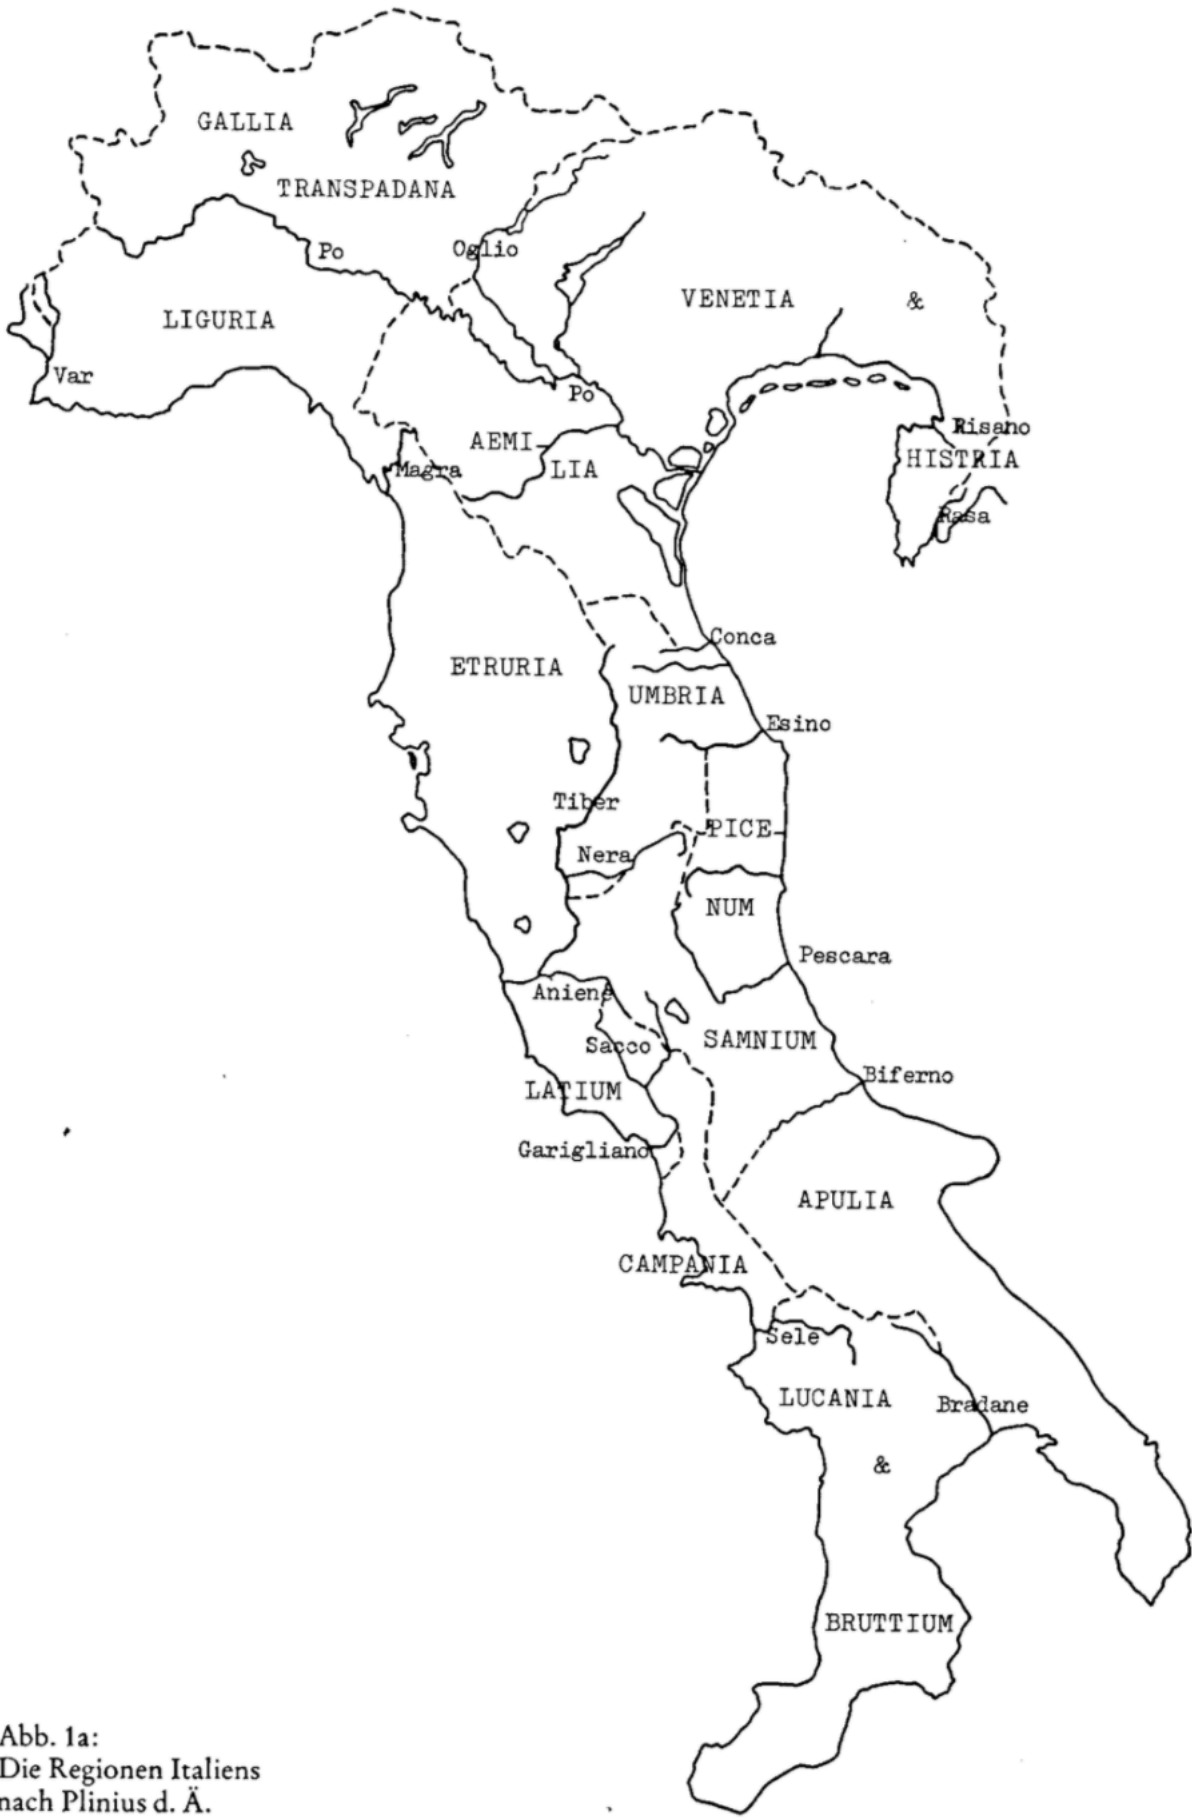 GALLIA
TRANSPADANA
Po
Oglio
VENETIA
&
LIGURIA
Var
Po
Risano
AEMI-
LIA
HISTRIA
Magra
Rasa
Conca
ETRURIA
UMBRIA
Esino
Tiber
PICE-
Nera
NUM
Pescara
Aniene
SAMNIUM
Sacco
Biferno
LATIUM
Garigliano
APULIA
CAMPANIA
Sele
LUCANIA
Bradane
&
BRUTTIUM
Abb. 1a:
Die Regionen Italiens
nach Plinius d. Ä.